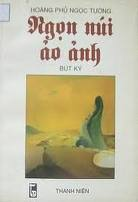 HOÀNG PHỦ NGỌC TƯỜNG
Ngọn núi
ảo ảnh
BÚT KÝ
THANH NIÊN